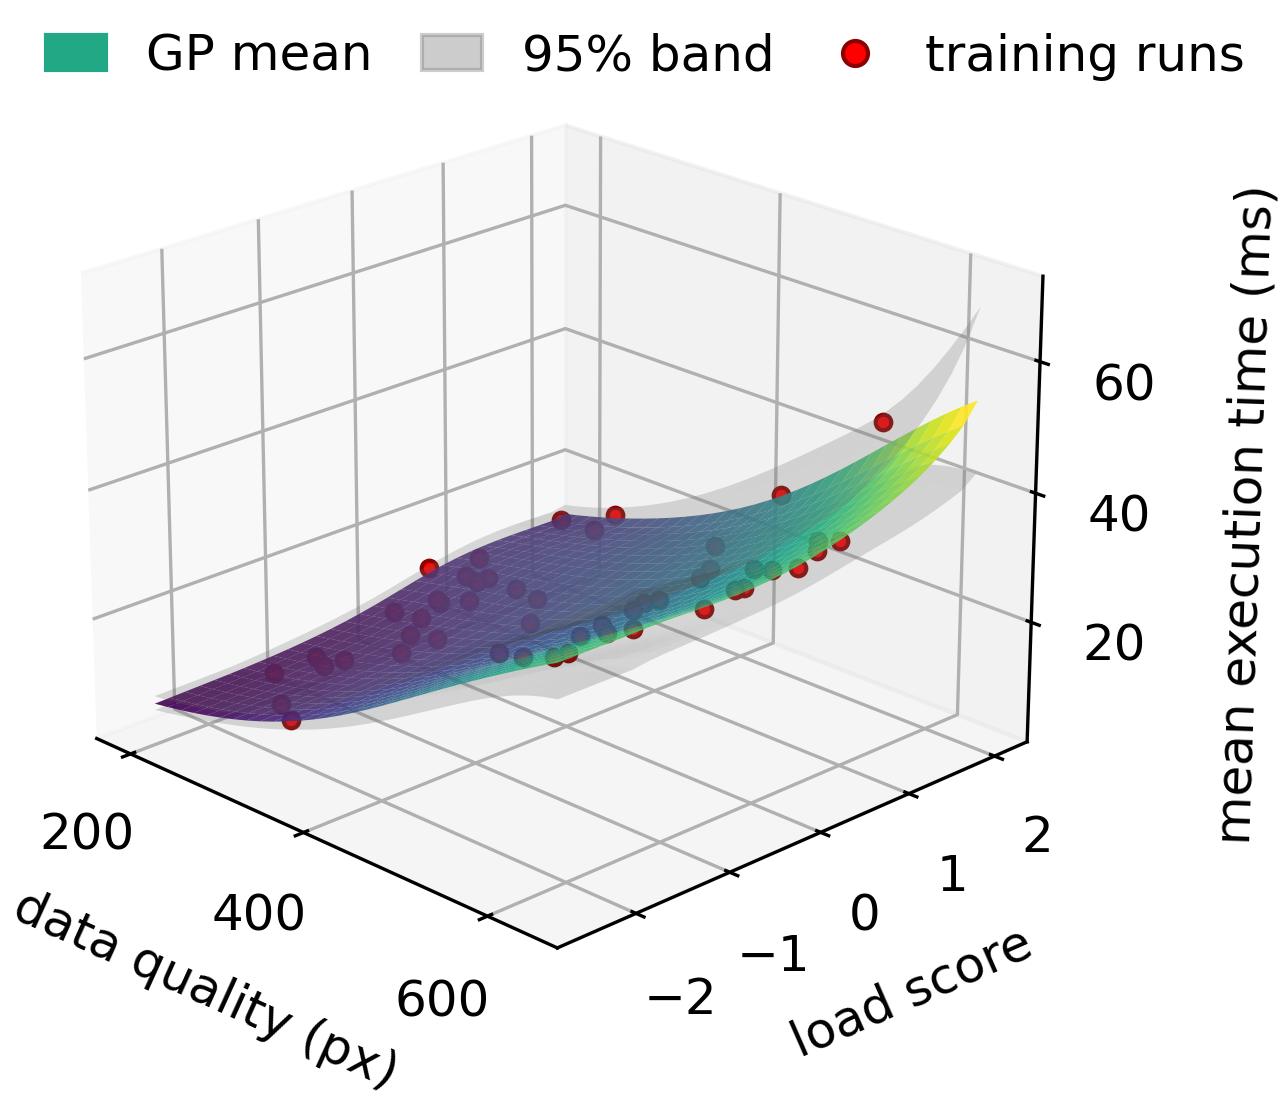 GP mean
95% band
training runs
60
40
20
mean execution time (ms)
200
400
600
data quality (px)
−2
−1
0
1
2
load score